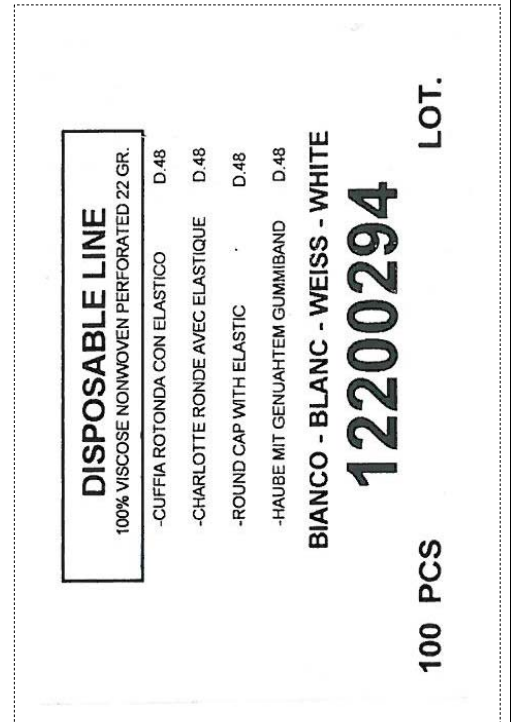 DISPOSABLE LINE
100% VISCOSE NONWOVEN PERFORATED 22 GR.
-CUFFIA ROTONDA CON ELASTICO D.48
-CHARLOTTE RONDE AVEC ELASTIQUE D.48
-ROUND CAP WITH ELASTIC D.48
-HAUBE MIT GENUAHTEM GUMMIBAND D.48
BIANCO - BLANC - WEISS - WHITE
12200294
100 PCS LOT.